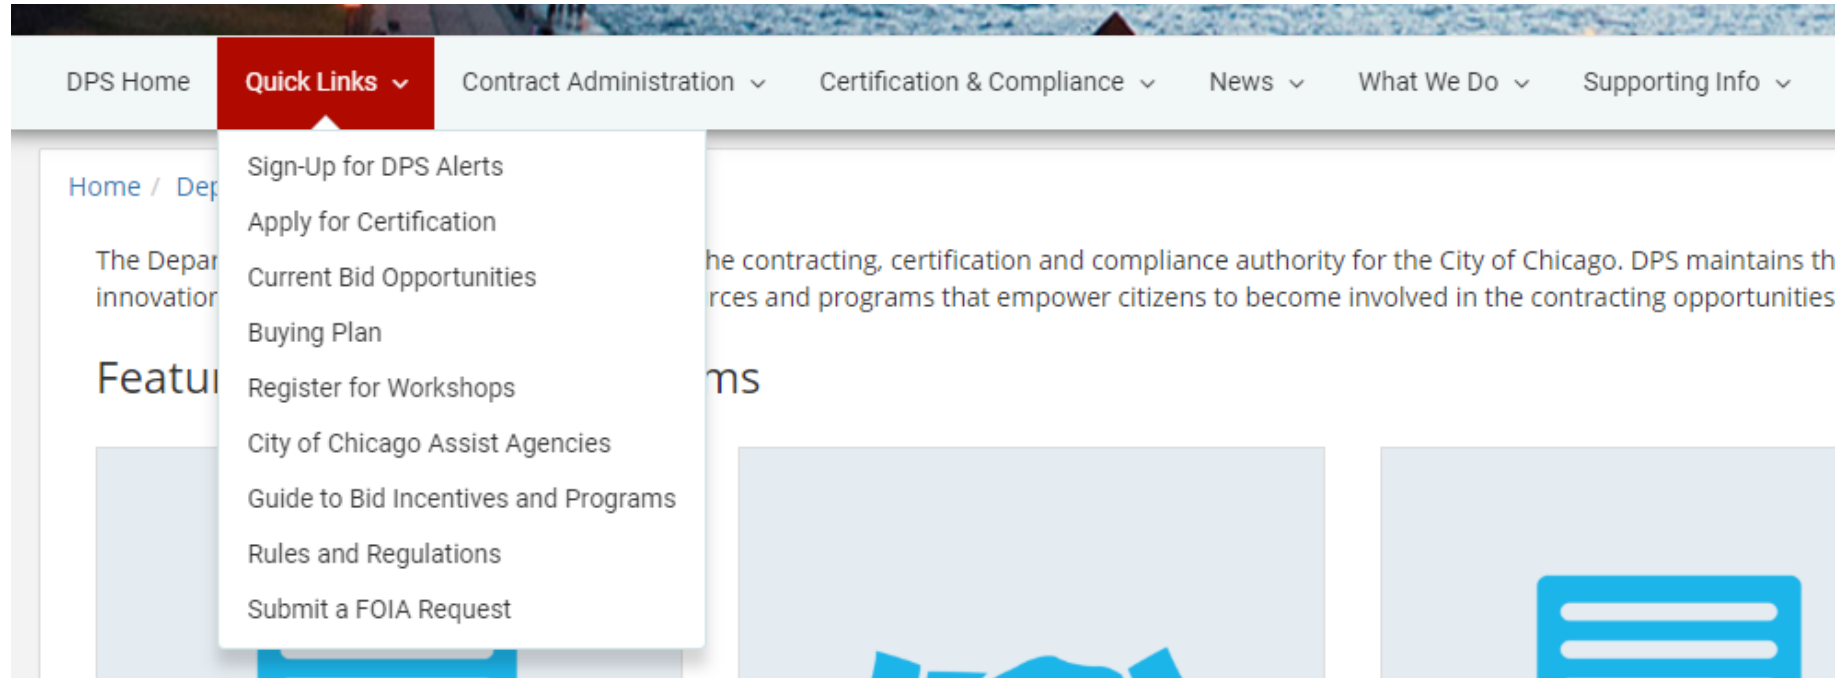 DPS Home Quick Links Contract Administration Certification & Compliance News What We Do Supporting Info
Sign-Up for DPS Alerts
Apply for Certification
Current Bid Opportunities
Buying Plan
Register for Workshops
City of Chicago Assist Agencies
Guide to Bid Incentives and Programs
Rules and Regulations
Submit a FOIA Request
Home /
The contracting, certification and compliance authority for the City of Chicago. DPS maintains
and programs that empower citizens to become involved in the contracting opportunities